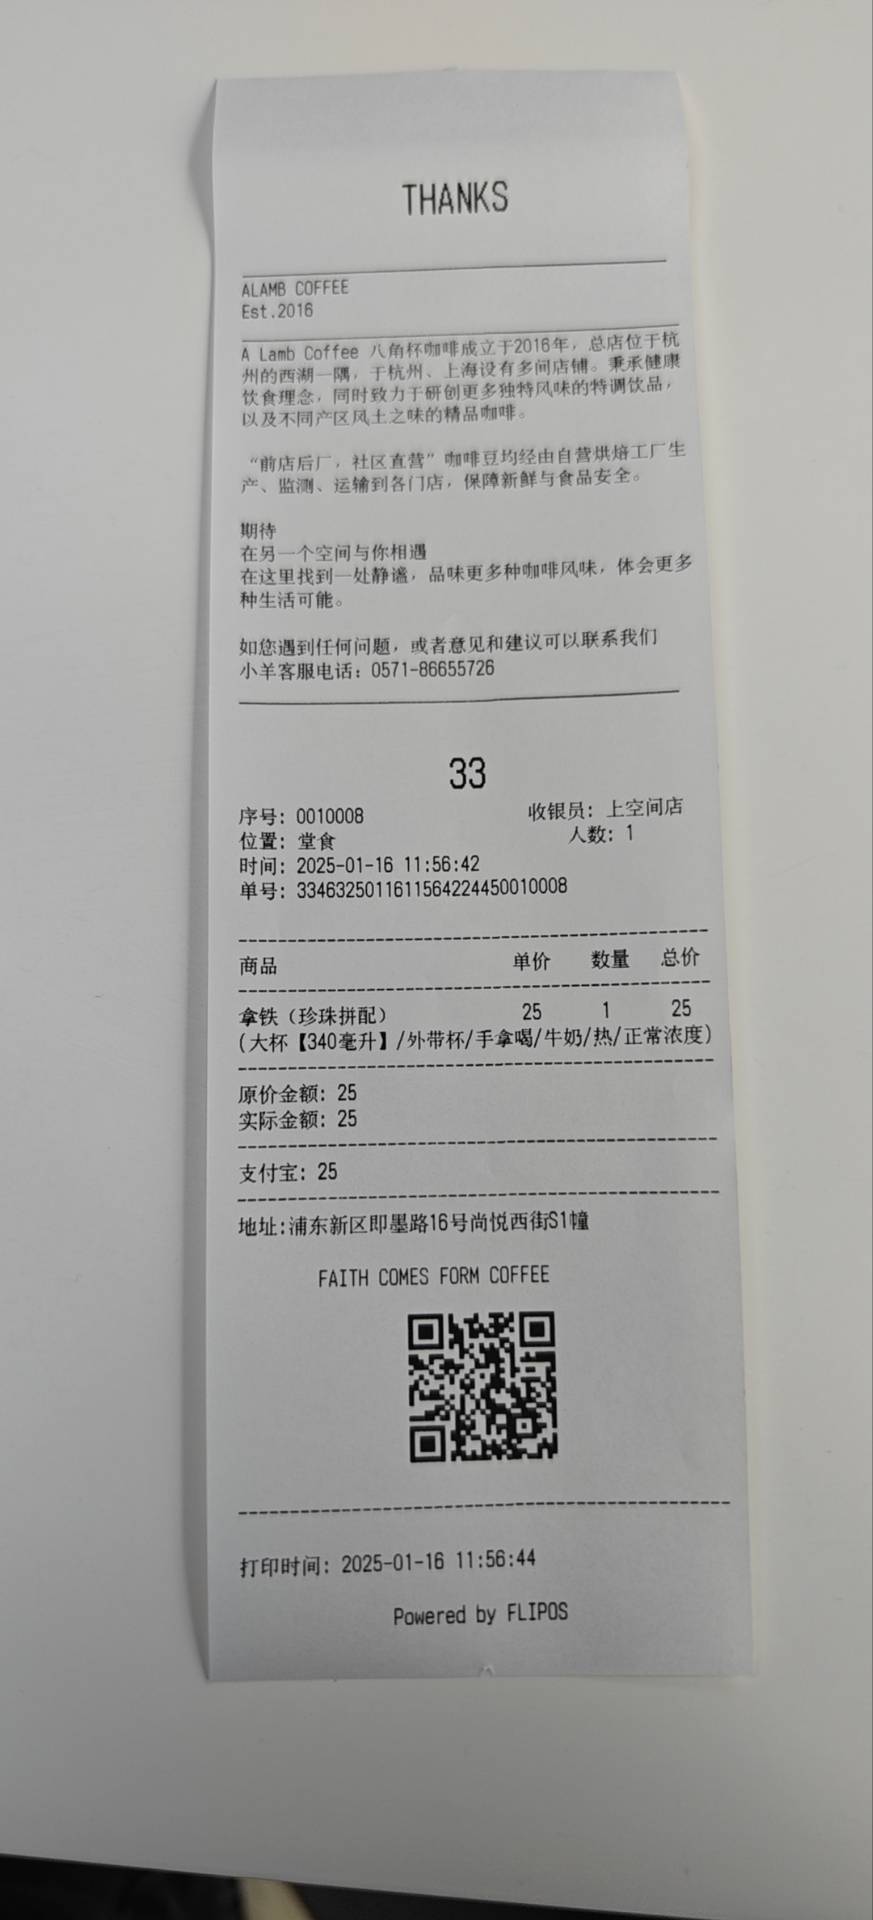 THANKS
ALAMB COFFEE
Est.2016
A Lamb Coffee 八角杯咖啡成立于2016年，总店位于杭
州的西湖一隅，于杭州、上海设有多间店铺。秉承健康
饮食理念，同时致力于研创更多独特风味的特调饮品，
以及不同产区风土之味的精品咖啡。
“前店后厂，社区直营”咖啡豆均经由自营烘焙工厂生
产、监测、运输到各门店，保障新鲜与食品安全。
期待
在另一个空间与你相遇
在这里找到一处静谧，品味更多种咖啡风味，体会更多
种生活可能。
如您遇到任何问题，或者意见和建议可以联系我们
小羊客服电话：0571-86655726
33
序号：0010008 收银员：上空间店
位置：堂食 人数：1
时间：2025-01-16 11:56:42
单号：3346325011611564224450010008
商品 单价 数量 总价
拿铁（珍珠拼配） 25 1 25
(大杯【340毫升】/外带杯/手拿喝/牛奶/热/正常浓度)
原价金额：25
实际金额：25
支付宝：25
地址:浦东新区即墨路16号尚悦西街S1幢
FAITH COMES FORM COFFEE
打印时间：2025-01-16 11:56:44
Powered by FLIPOS